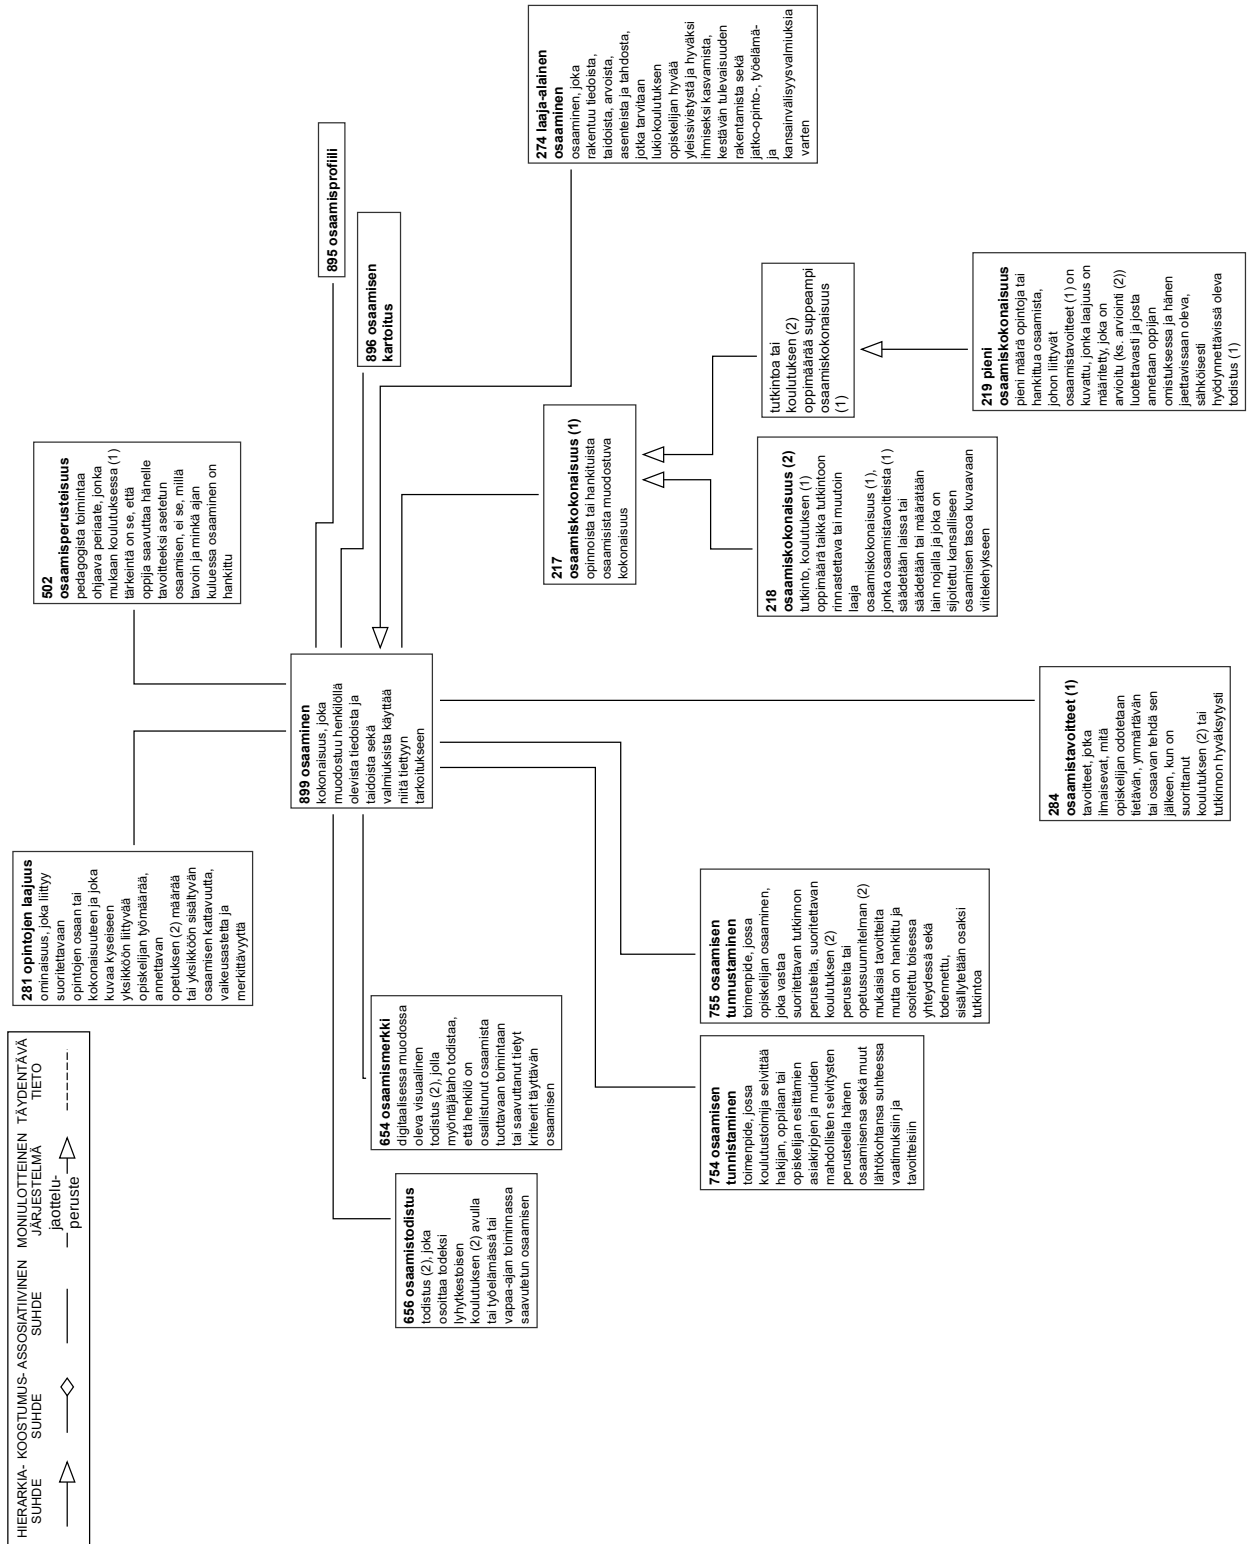 HIERARKIA-
SUHDE
KOOSTUMUS-
SUHDE
ASSOSIATIIVINEN
SUHDE
MONIULOTTEINEN
JÄRJESTELMÄ
jaottelu-
peruste
TÄYDENTÄVÄ
TIETO
281 opintojen laajuus
ominaisuus, joka liittyy
suoritettavaan
opintojen osaan tai
kokonaisuuteen ja joka
kuvaa kyseiseen
yksikköön liittyvää
opiskelijan työmäärää,
annettavan
opetuksen (2) määrää
tai yksikköön sisältyvän
osaamisen kattavuutta,
vaikeusastetta ja
merkittävyyttä
502
osaamisperusteisuus
pedagogista toimintaa
ohjaava periaate, jonka
mukaan koulutuksessa (1)
tärkeintä on se, että
oppija saavuttaa hänelle
tavoitteeksi asetetun
osaamisen, ei se, millä
tavoin ja minkä ajan
kuluessa osaaminen on
hankittu
895 osaamisprofiili
896 osaamisen
kartoitus
899 osaaminen
kokonaisuus, joka
muodostuu henkilöllä
olevista tiedoista ja
taidoista sekä
valmiuksista käyttää
niitä tiettyyn
tarkoitukseen
274 laaja-alainen
osaaminen
osaaminen, joka
rakentuu tiedoista,
taidoista, arvoista,
asenteista ja tahdosta,
jotka tarvitaan
lukiokoulutuksen
opiskelijan hyvää
yleissivistystä ja hyväksi
ihmiseksi kasvamista,
kestävän tulevaisuuden
rakentamista sekä
jatko-opinto-, työelämä-
ja
kansainvälisyysvalmiuksia
varten
656 osaamistodistus
todistus (2), joka
osoittaa todeksi
lyhytkestoisen
koulutuksen (2) avulla
tai työelämässä tai
vapaa-ajan toiminnassa
saavutetun osaamisen
654 osaamismerkki
digitaalisessa muodossa
oleva visuaalinen
todistus (2), jolla
myöntäjätaho todistaa,
että henkilö on
osallistunut osaamista
tuottavaan toimintaan
tai saavuttanut tietyt
kriteerit täyttävän
osaamisen
217
osaamiskokonaisuus (1)
opinnoista tai hankituista
osaamisista muodostuva
kokonaisuus
754 osaamisen
tunnistaminen
toimenpide, jossa
koulutustoimija selvittää
hakijan, oppilaan tai
opiskelijan esittämien
asiakirjojen ja muiden
mahdollisten selvitysten
perusteella hänen
osaamisensa sekä muut
lähtökohtansa suhteessa
vaatimuksiin ja
tavoitteisiin
755 osaamisen
tunnustaminen
toimenpide, jossa
opiskelijan osaaminen,
joka vastaa
suoritettavan tutkinnon
perusteita, suoritettavan
koulutuksen (2)
perusteita tai
opetussuunnitelman (2)
mukaisia tavoitteita
mutta on hankittu ja
osoitettu toisessa
yhteydessä sekä
todennettu,
sisällytetään osaksi
tutkintoa
218
osaamiskokonaisuus (2)
tutkinto, koulutuksen (1)
oppimäärä taikka tutkintoon
rinnastettava tai muutoin
laaja
osaamiskokonaisuus (1),
jonka osaamistavoitteista (1)
säädetään laissa tai
säädetään tai määrätään
lain nojalla ja joka on
sijoitettu kansalliseen
osaamisen tasoa kuvaavaan
viitekehykseen
tutkintoa tai
koulutuksen (2)
oppimäärää suppeampi
osaamiskokonaisuus
(1)
284
osaamistavoitteet (1)
tavoitteet, jotka
ilmaisevat, mitä
opiskelijan odotetaan
tietävän, ymmärtävän
tai osaavan tehdä sen
jälkeen, kun on
suorittanut
koulutuksen (2) tai
tutkinnon hyväksytysti
219 pieni
osaamiskokonaisuus
pieni määrä opintoja tai
hankittua osaamista,
johon liittyvät
osaamistavoitteet (1) on
kuvattu, jonka laajuus on
määritetty, joka on
arvioitu (ks. arviointi (2))
luotettavasti ja josta
annetaan oppijan
omistuksessa ja hänen
jaettavissaan oleva,
sähköisesti
hyödynnettävissä oleva
todistus (1)